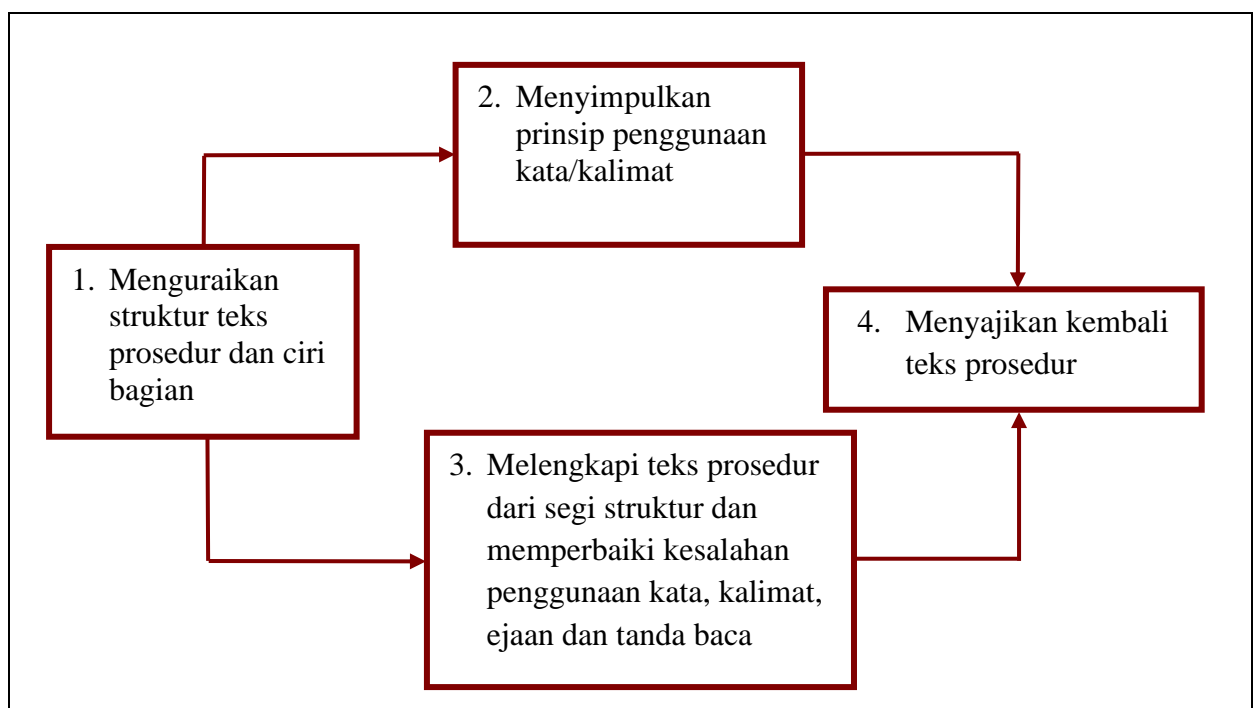 1. Menguraikan
struktur teks
prosedur dan ciri
bagian
2. Menyimpulkan
prinsip penggunaan
kata/kalimat
3. Melengkapi teks prosedur
dari segi struktur dan
memperbaiki kesalahan
penggunaan kata, kalimat,
ejaan dan tanda baca
4. Menyajikan kembali
teks prosedur